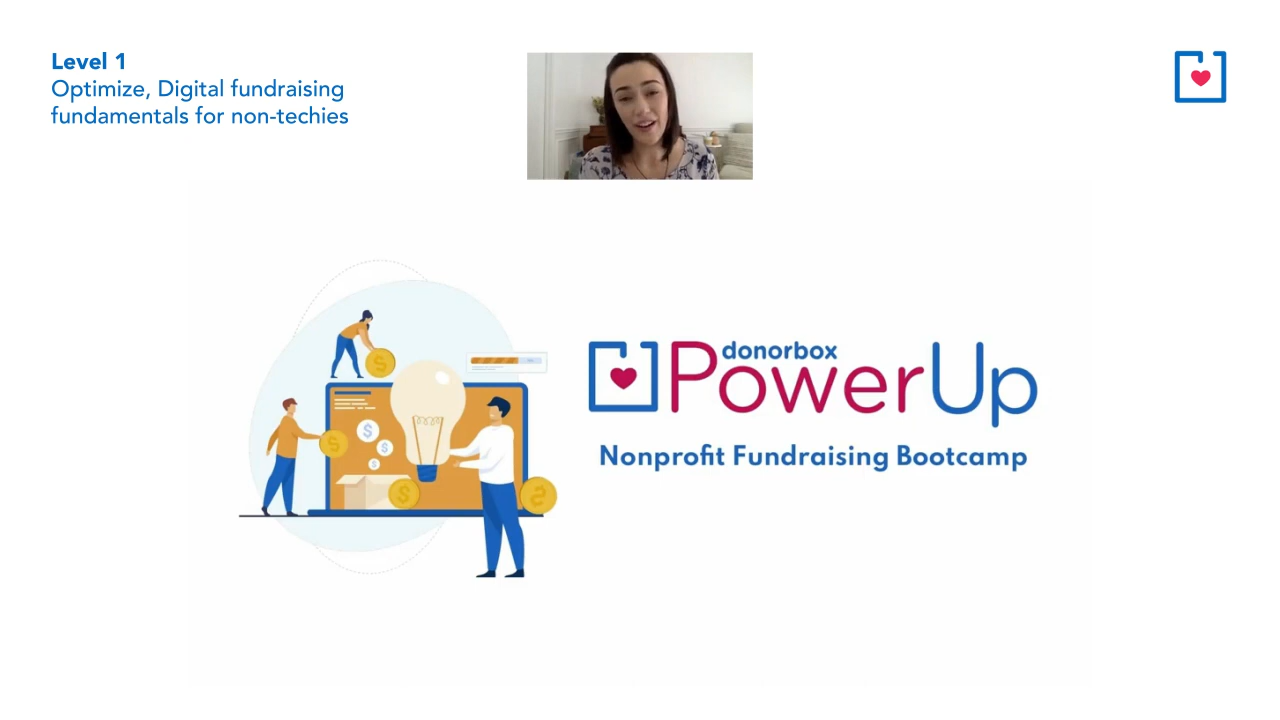 Level 1
Optimize, Digital fundraising
fundamentals for non-techies
donorbox
PowerUp
Nonprofit Fundraising Bootcamp